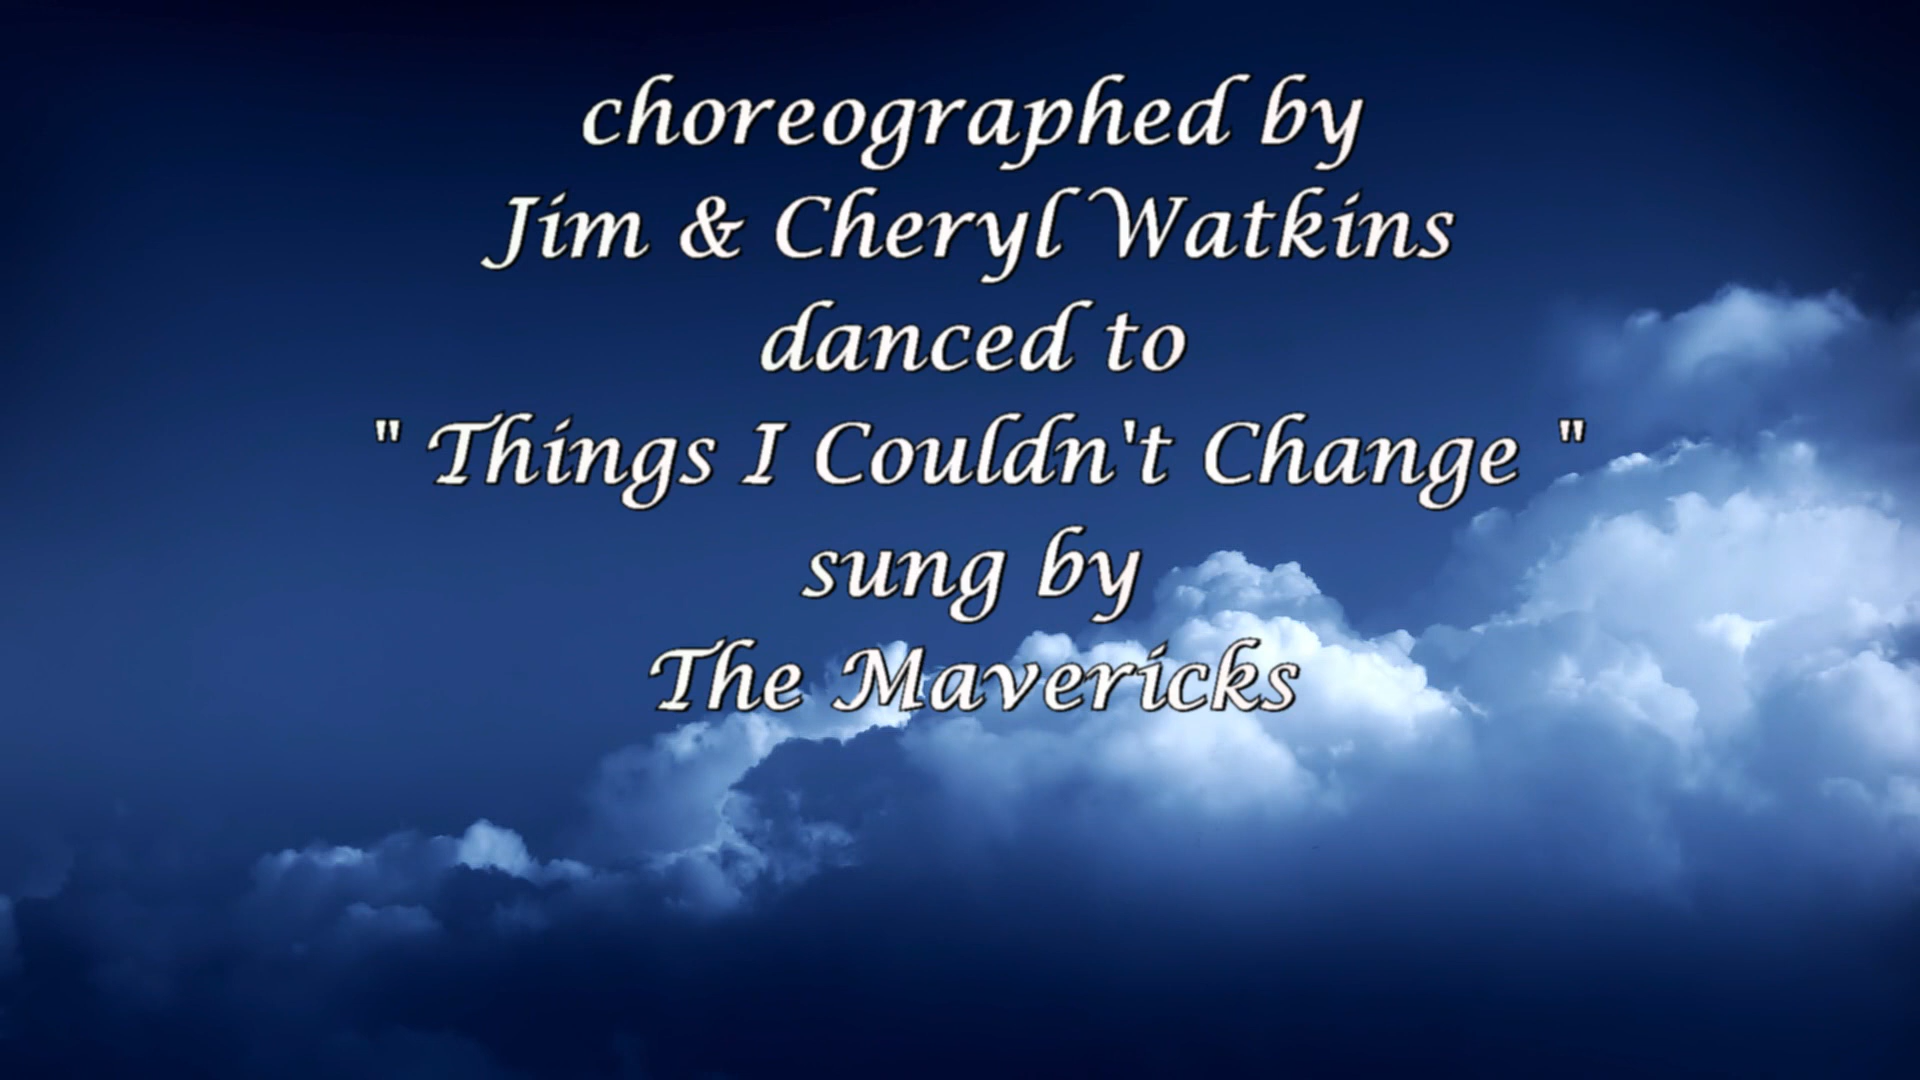 choreographed by
Jim & Cheryl Watkins
danced to
" Things I Couldn't Change "
sung by
The Mavericks